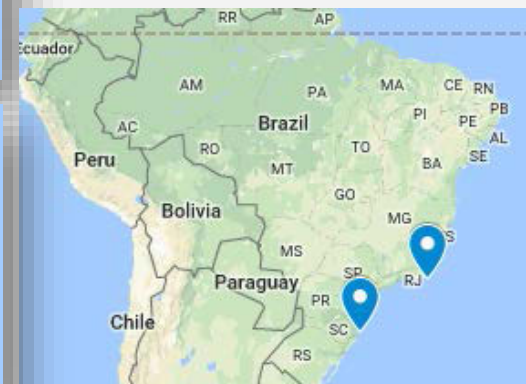 RR
AP
Ecuador
AM
PA
MA
CE
RN
PB
PI
PE
AL
SE
Brazil
AC
RO
TO
BA
Peru
MT
GO
Bolivia
MG
MS
SP
RJ
Paraguay
PR
Chile
SC
RS